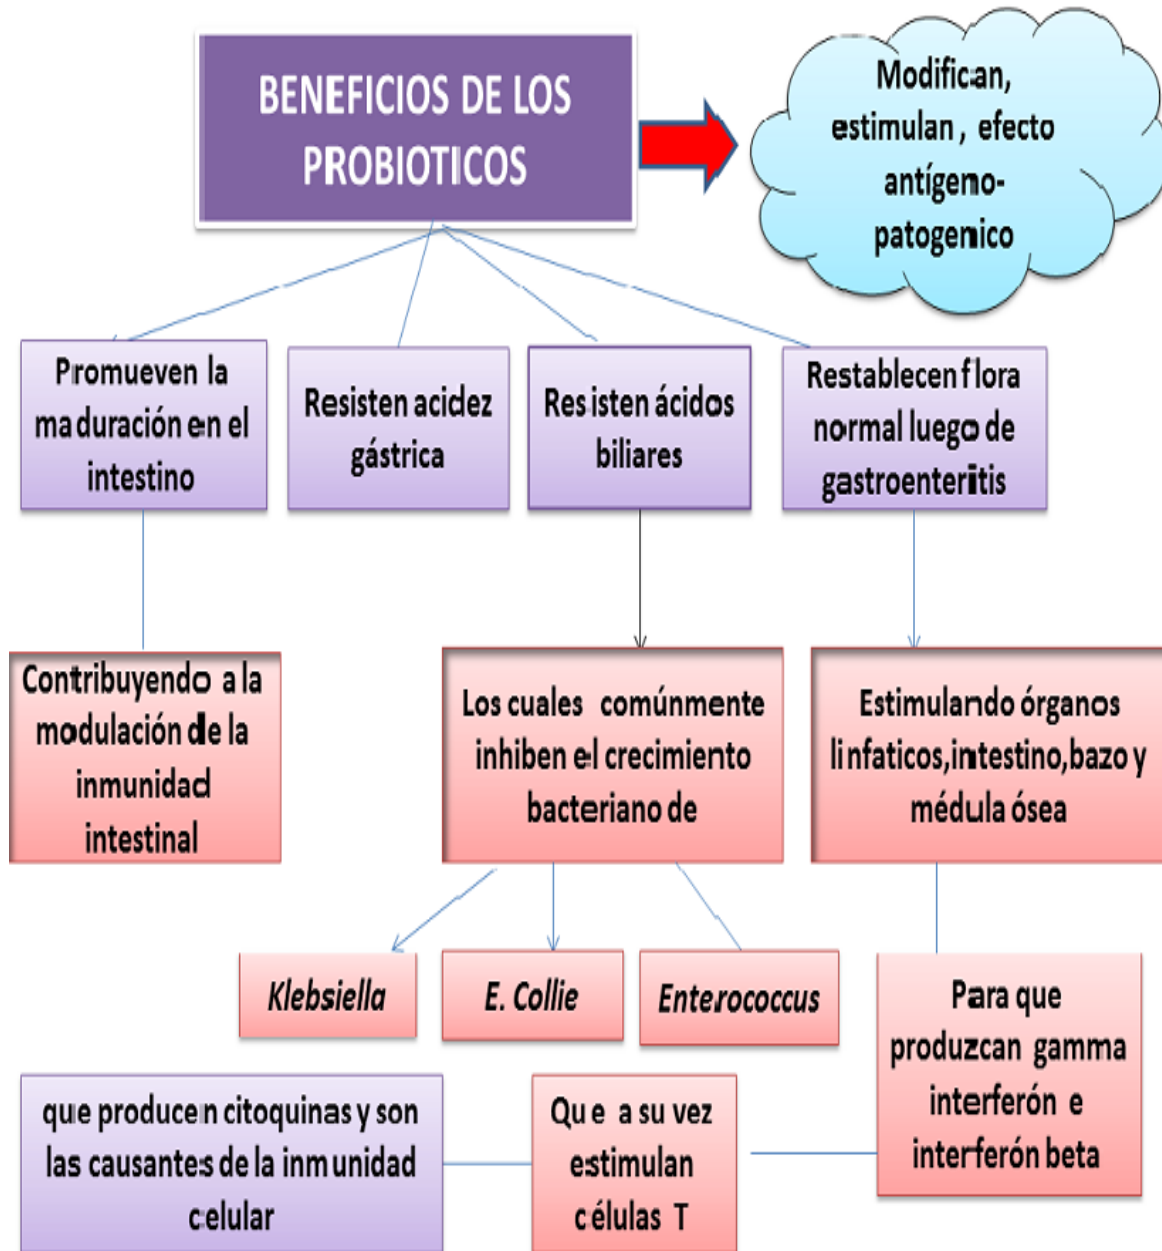 BENEFICIOS DE LOS
PROBIOTICOS
Modifican,
estimulan , efecto
antígeno-
patogenico
Promueven la
maduración en el
intestino
Resisten acidez
gástrica
Resisten ácidos
biliares
Restablecen flora
normal luego de
gastroenteritis
Contribuyendo a la
modulación de la
inmunidad
intestinal
Los cuales comúnmente
inhiben el crecimiento
bacteriano de
Estimulando órganos
linfaticos,intestino,bazo y
médula ósea
Klebsiella
E. Collie
Enterococcus
Para que
produzcan gamma
interferón e
interferón beta
Que a su vez
estimulan
células T
que producen citoquinas y son
las causantes de la inmunidad
celular